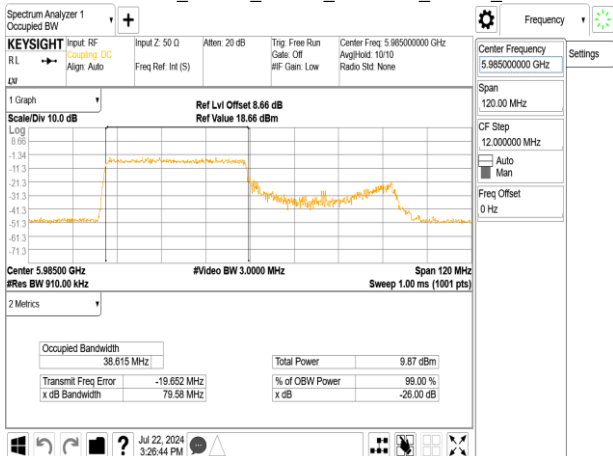 Spectrum Analyzer 1
Occupied BW
Frequency
KEYSIGHT
RL
LXI
Input: RF
Coupling: DC
Align: Auto
Input Z: 50 Ω
Freq Ref: Int (S)
Atten: 20 dB
Trig: Free Run
Gate: Off
#IF Gain: Low
Center Freq: 5.985000000 GHz
Avg|Hold: 10/10
Radio Std: None
Center Frequency
5.985000000 GHz
Settings
Span
120.00 MHz
CF Step
12.000000 MHz
Auto
Man
Freq Offset
0 Hz
1 Graph
Scale/Div 10.0 dB
Ref Lvl Offset 8.66 dB
Ref Value 18.66 dBm
Log
8.66
-1.34
-11.3
-21.3
-31.3
-41.3
-51.3
-61.3
-71.3
Center 5.98500 GHz
#Res BW 910.00 kHz
#Video BW 3.0000 MHz
Span 120 MHz
Sweep 1.00 ms (1001 pts)
2 Metrics
Occupied Bandwidth
38.615 MHz
Total Power 9.87 dBm
Transmit Freq Error -19.652 MHz
% of OBW Power 99.00 %
x dB Bandwidth 79.58 MHz
x dB -26.00 dB
?
Jul 22, 2024
3:26:44 PM